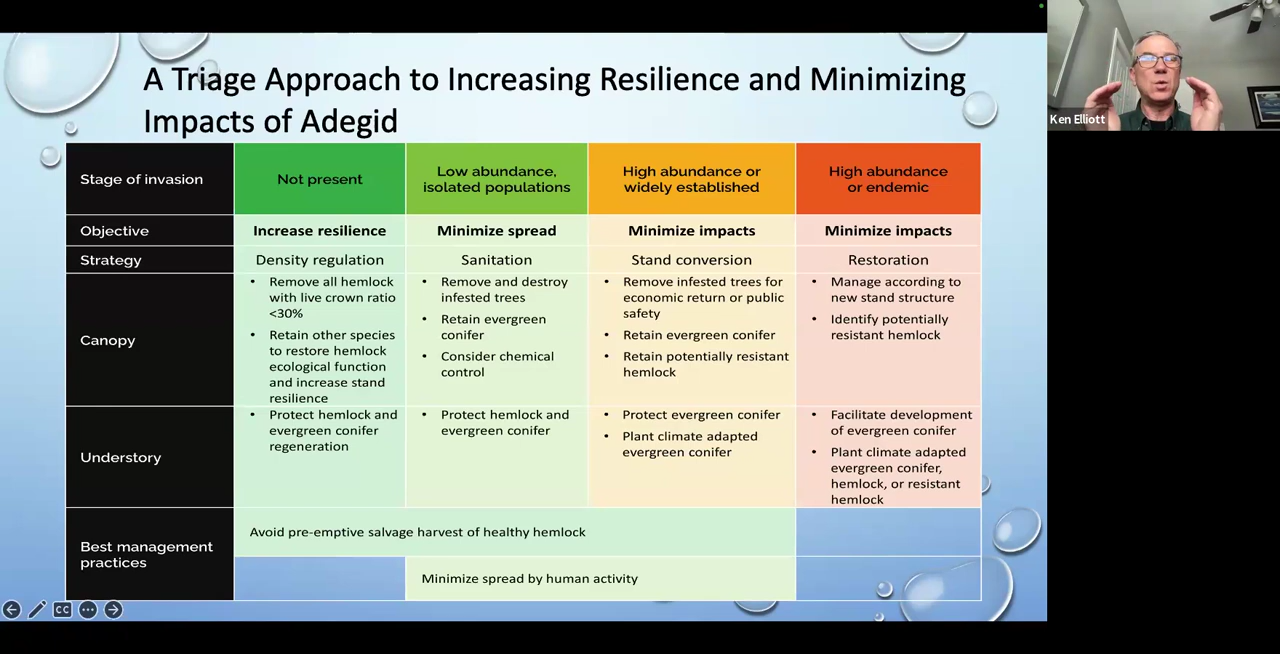 A Triage Approach to Increasing Resilience and Minimizing
Impacts of Adegid
Ken Elliott
Stage of invasion
Not present
Low abundance,
isolated populations
High abundance or
widely established
High abundance
or endemic
Objective
Increase resilience
Minimize spread
Minimize impacts
Minimize impacts
Strategy
Density regulation
Sanitation
Stand conversion
Restoration
Canopy
• Remove all hemlock
with live crown ratio
<30%
• Retain other species
to restore hemlock
ecological function
and increase stand
resilience
• Remove and destroy
infested trees
• Retain evergreen
conifer
• Consider chemical
control
• Remove infested trees for
economic return or public
safety
• Retain evergreen conifer
• Retain potentially resistant
hemlock
• Manage according to
new stand structure
• Identify potentially
resistant hemlock
Understory
• Protect hemlock and
evergreen conifer
regeneration
• Protect hemlock and
evergreen conifer
• Protect evergreen conifer
• Plant climate adapted
evergreen conifer
• Facilitate development
of evergreen conifer
• Plant climate adapted
evergreen conifer,
hemlock, or resistant
hemlock
Best management
practices
Avoid pre-emptive salvage harvest of healthy hemlock
Minimize spread by human activity
CC